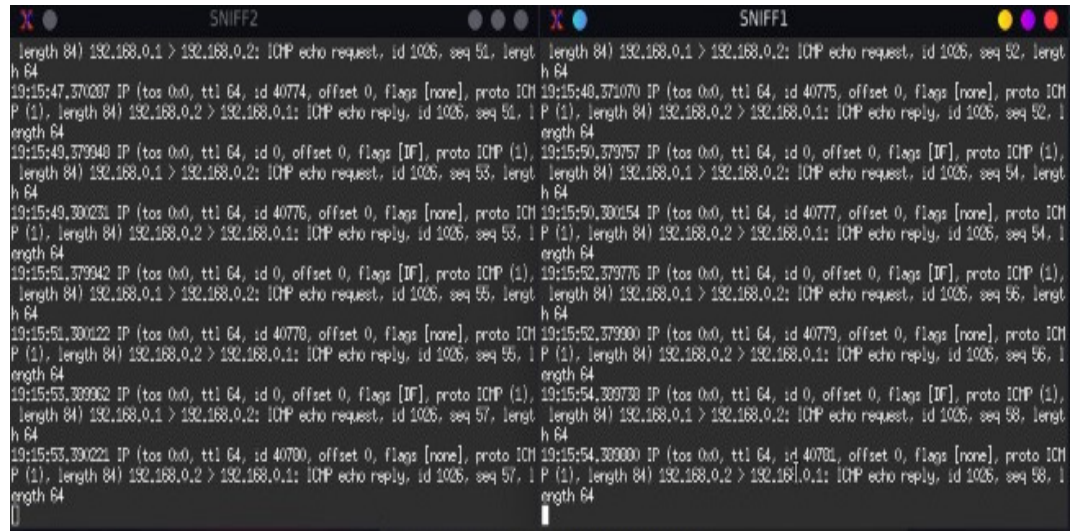 SNIFF2
length 84) 192.168.0.1 > 192.168.0.2: ICMP echo request, id 1026, seq 51, lengt
h 64
19:15:47.370287 IP (tos 0x0, ttl 64, id 40774, offset 0, flags [none], proto ICM
P (1), length 84) 192.168.0.2 > 192.168.0.1: ICMP echo reply, id 1026, seq 51, l
ength 64
19:15:49.379948 IP (tos 0x0, ttl 64, id 0, offset 0, flags [DF], proto ICMP (1),
length 84) 192.168.0.1 > 192.168.0.2: ICMP echo request, id 1026, seq 53, lengt
h 64
19:15:49.380231 IP (tos 0x0, ttl 64, id 40776, offset 0, flags [none], proto ICM
P (1), length 84) 192.168.0.2 > 192.168.0.1: ICMP echo reply, id 1026, seq 53, l
ength 64
19:15:51.379942 IP (tos 0x0, ttl 64, id 0, offset 0, flags [DF], proto ICMP (1),
length 84) 192.168.0.1 > 192.168.0.2: ICMP echo request, id 1026, seq 55, lengt
h 64
19:15:51.380122 IP (tos 0x0, ttl 64, id 40778, offset 0, flags [none], proto ICM
P (1), length 84) 192.168.0.2 > 192.168.0.1: ICMP echo reply, id 1026, seq 55, l
ength 64
19:15:53.389962 IP (tos 0x0, ttl 64, id 0, offset 0, flags [DF], proto ICMP (1),
length 84) 192.168.0.1 > 192.168.0.2: ICMP echo request, id 1026, seq 57, lengt
h 64
19:15:53.390221 IP (tos 0x0, ttl 64, id 40780, offset 0, flags [none], proto ICM
P (1), length 84) 192.168.0.2 > 192.168.0.1: ICMP echo reply, id 1026, seq 57, l
ength 64
SNIFF1
length 84) 192.168.0.1 > 192.168.0.2: ICMP echo request, id 1026, seq 52, lengt
h 64
19:15:48.371070 IP (tos 0x0, ttl 64, id 40775, offset 0, flags [none], proto ICM
P (1), length 84) 192.168.0.2 > 192.168.0.1: ICMP echo reply, id 1026, seq 52, l
ength 64
19:15:50.379757 IP (tos 0x0, ttl 64, id 0, offset 0, flags [DF], proto ICMP (1),
length 84) 192.168.0.1 > 192.168.0.2: ICMP echo request, id 1026, seq 54, lengt
h 64
19:15:50.380154 IP (tos 0x0, ttl 64, id 40777, offset 0, flags [none], proto ICM
P (1), length 84) 192.168.0.2 > 192.168.0.1: ICMP echo reply, id 1026, seq 54, l
ength 64
19:15:52.379776 IP (tos 0x0, ttl 64, id 0, offset 0, flags [DF], proto ICMP (1),
length 84) 192.168.0.1 > 192.168.0.2: ICMP echo request, id 1026, seq 56, lengt
h 64
19:15:52.379980 IP (tos 0x0, ttl 64, id 40779, offset 0, flags [none], proto ICM
P (1), length 84) 192.168.0.2 > 192.168.0.1: ICMP echo reply, id 1026, seq 56, l
ength 64
19:15:54.389738 IP (tos 0x0, ttl 64, id 0, offset 0, flags [DF], proto ICMP (1),
length 84) 192.168.0.1 > 192.168.0.2: ICMP echo request, id 1026, seq 58, lengt
h 64
19:15:54.389880 IP (tos 0x0, ttl 64, id 40781, offset 0, flags [none], proto ICM
P (1), length 84) 192.168.0.2 > 192.168.0.1: ICMP echo reply, id 1026, seq 58, l
ength 64